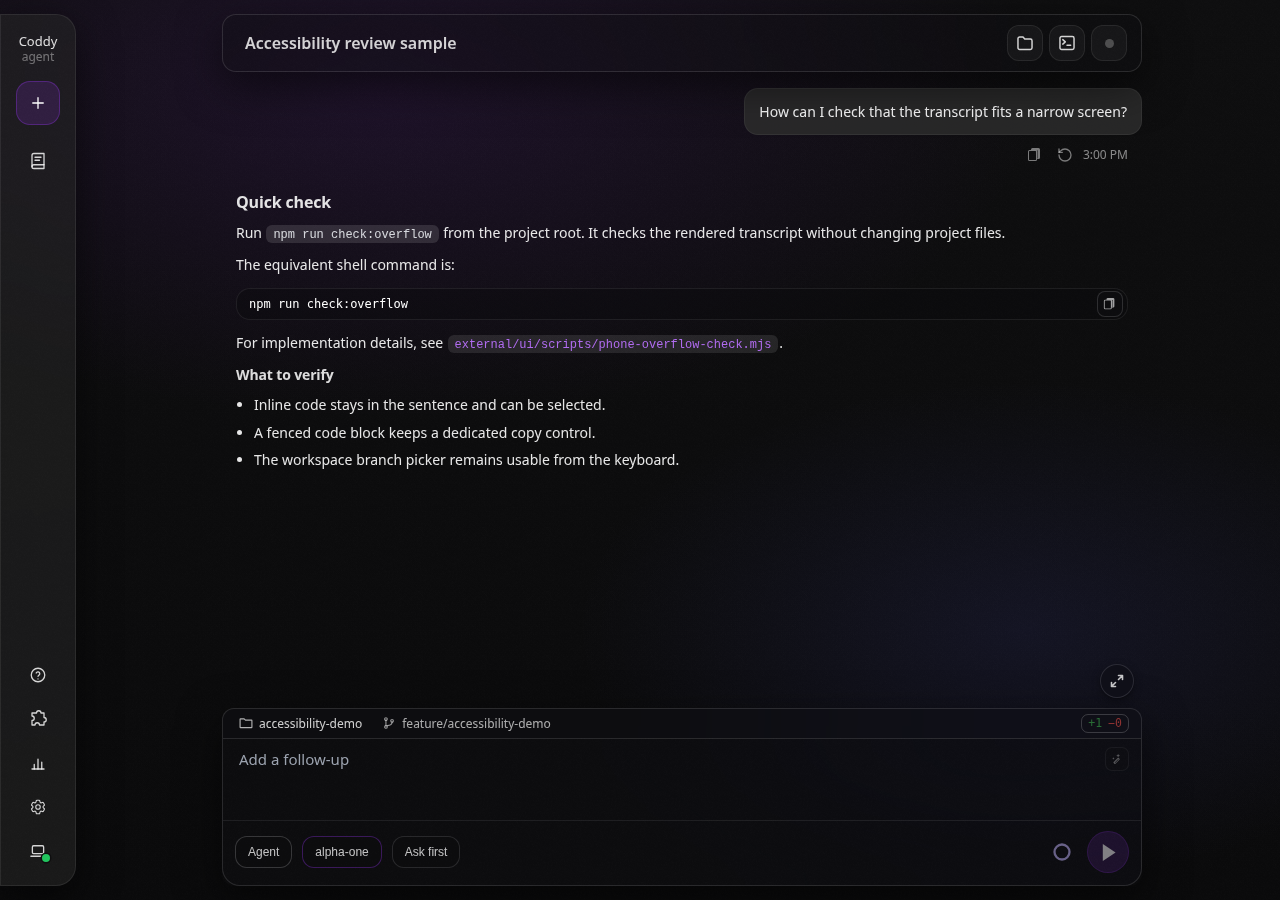 Coddy
agent
Accessibility review sample
How can I check that the transcript fits a narrow screen?
3:00 PM
Quick check
Run npm run check:overflow from the project root. It checks the rendered transcript without changing project files.
The equivalent shell command is:
npm run check:overflow
For implementation details, see external/ui/scripts/phone-overflow-check.mjs.
What to verify
• Inline code stays in the sentence and can be selected.
• A fenced code block keeps a dedicated copy control.
• The workspace branch picker remains usable from the keyboard.
accessibility-demo feature/accessibility-demo +1 −0
Add a follow-up
Agent alpha-one Ask first